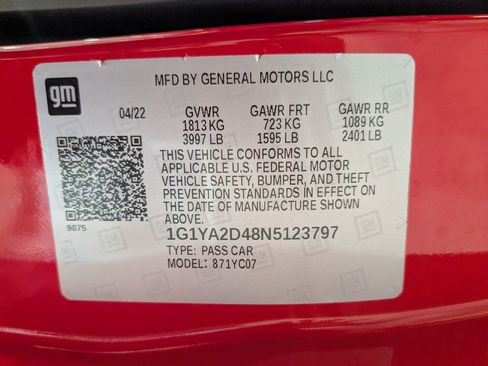 gm
MFD BY GENERAL MOTORS LLC
04/22 GVWR GAWR FRT GAWR RR
1813 KG 723 KG 1089 KG
3997 LB 1595 LB 2401 LB
THIS VEHICLE CONFORMS TO ALL
APPLICABLE U.S. FEDERAL MOTOR
VEHICLE SAFETY, BUMPER, AND THEFT
PREVENTION STANDARDS IN EFFECT ON
THE DATE OF MANUFACTURE SHOWN
ABOVE.
9075
1G1YA2D48N5123797
TYPE: PASS CAR
MODEL: 871YC07